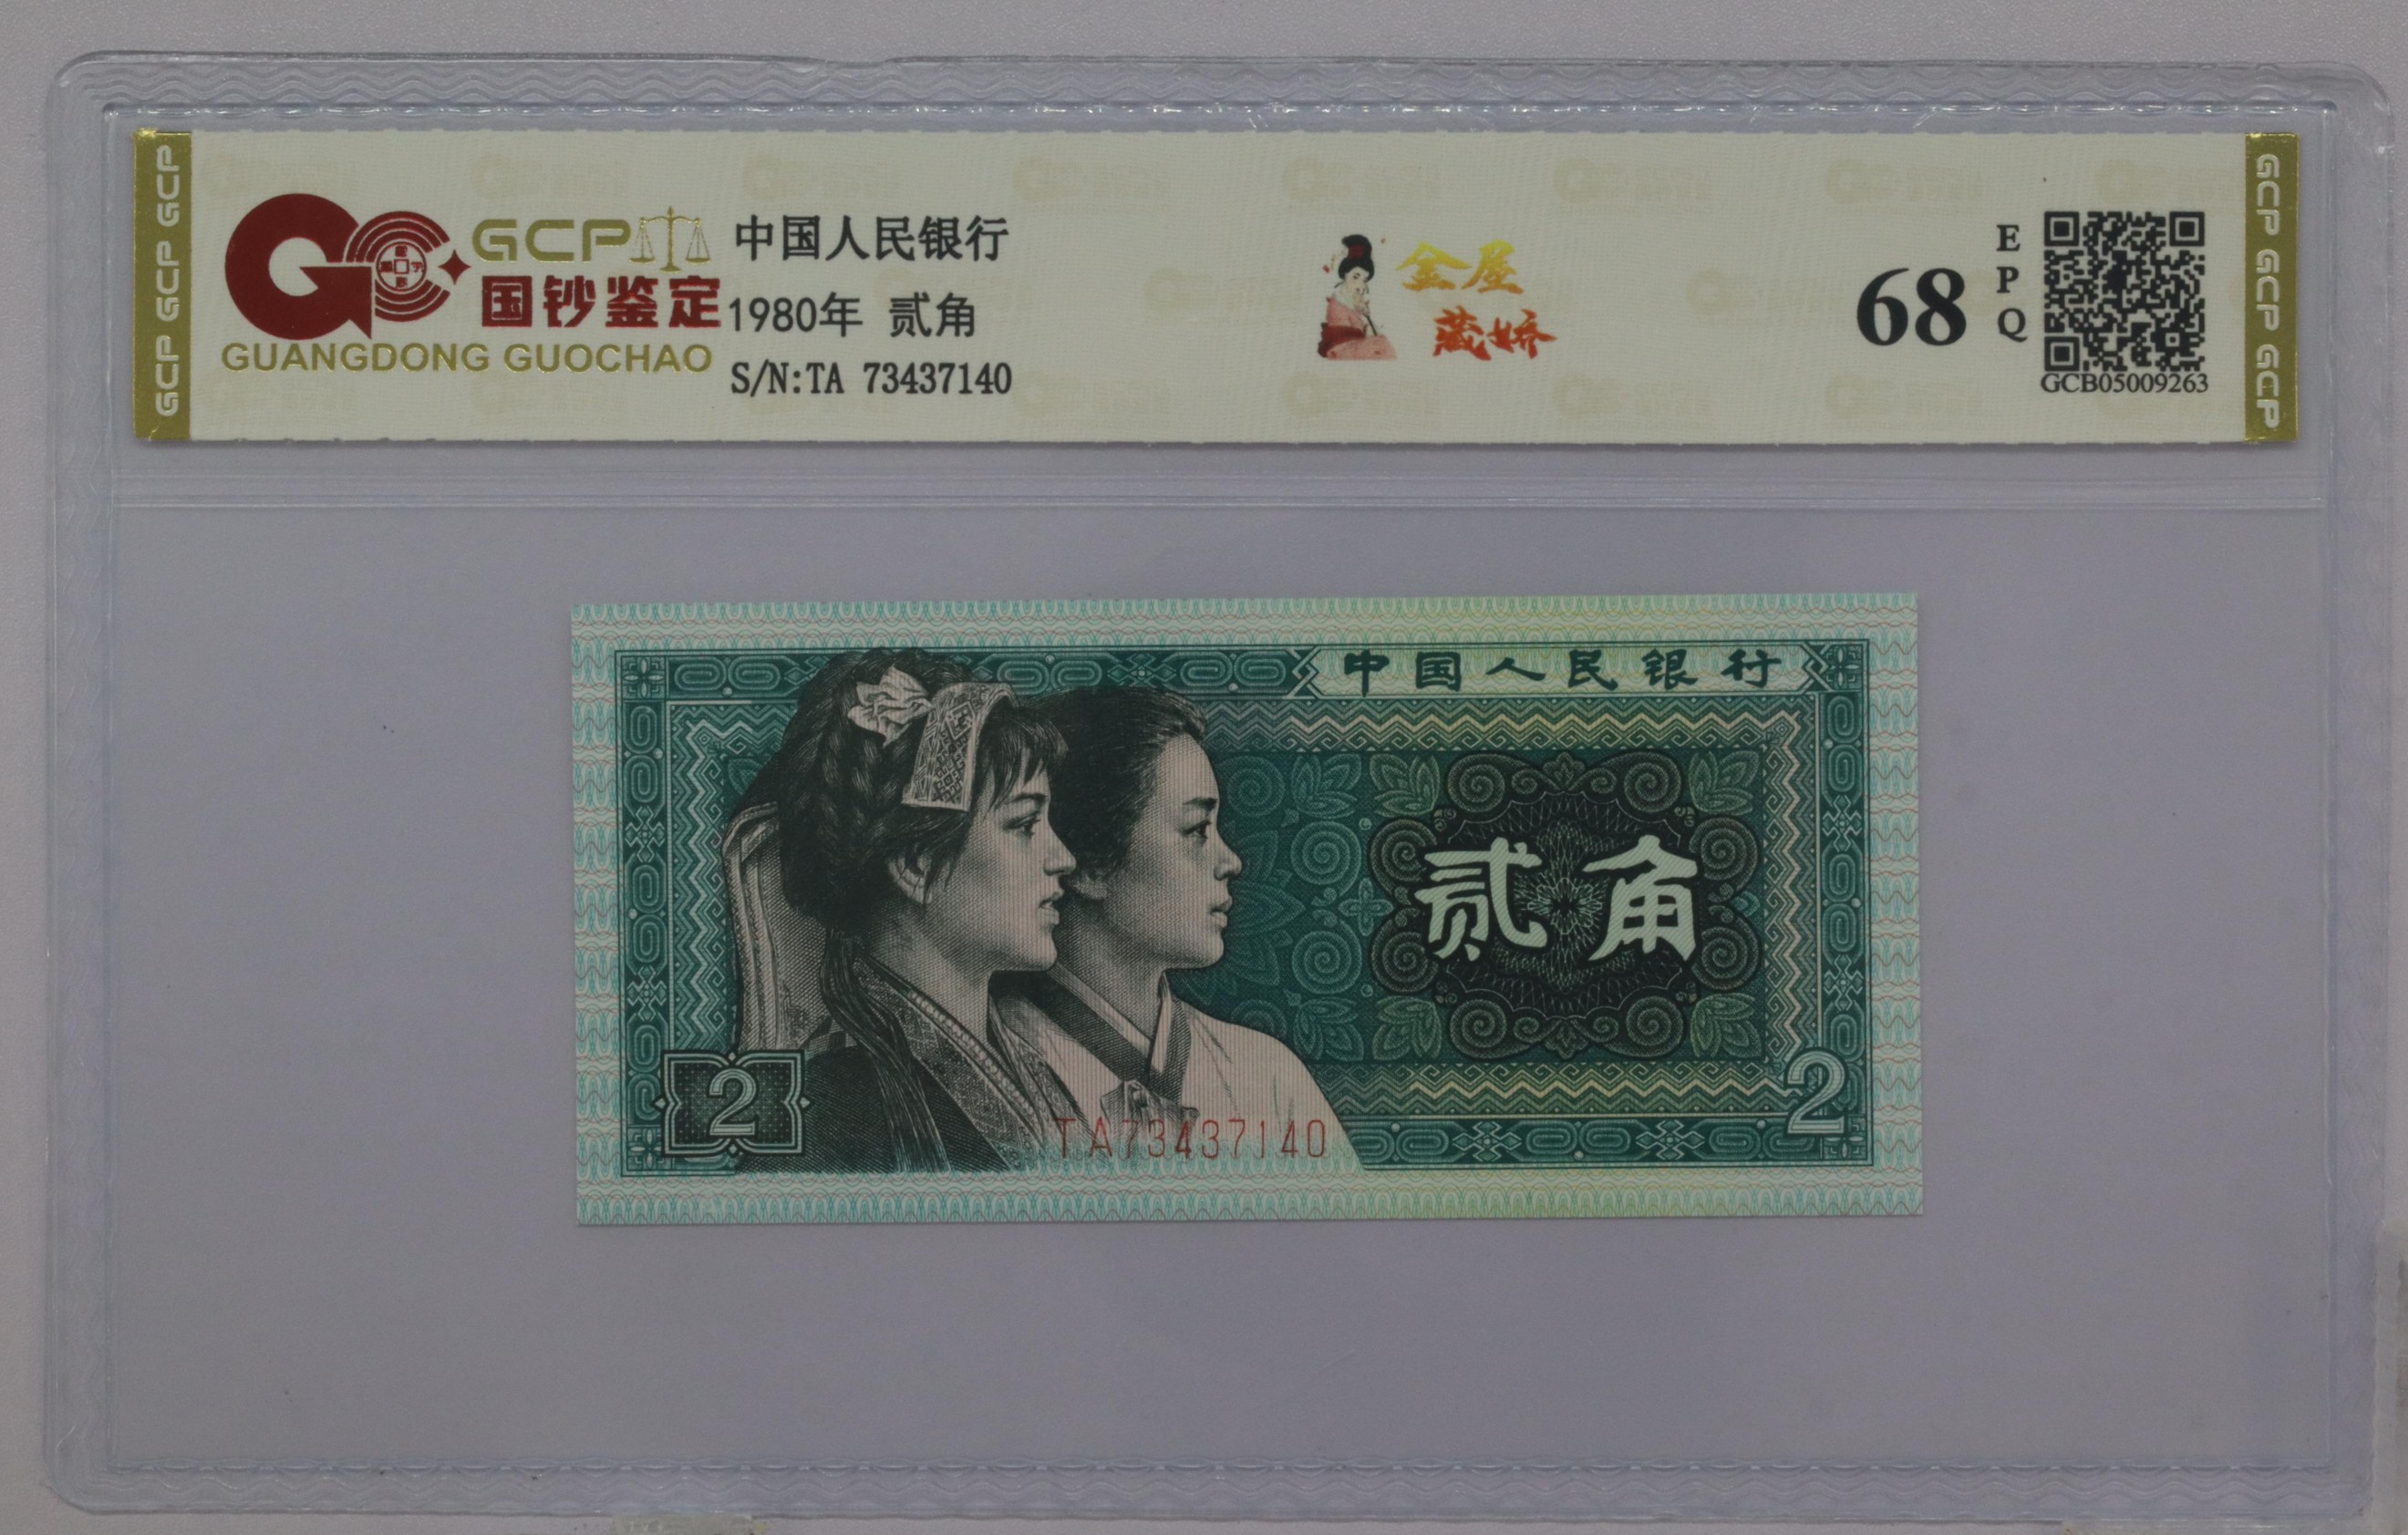 GCP GCP GCP
GCP
国钞鉴定
GUANGDONG GUOCHAO
中国人民银行
1980年 贰角
S/N:TA 73437140
金屋
藏娇
68
EPQ
GCB05009263
GCP GCP GCP
中国人民银行
贰角
2
2
TA73437140